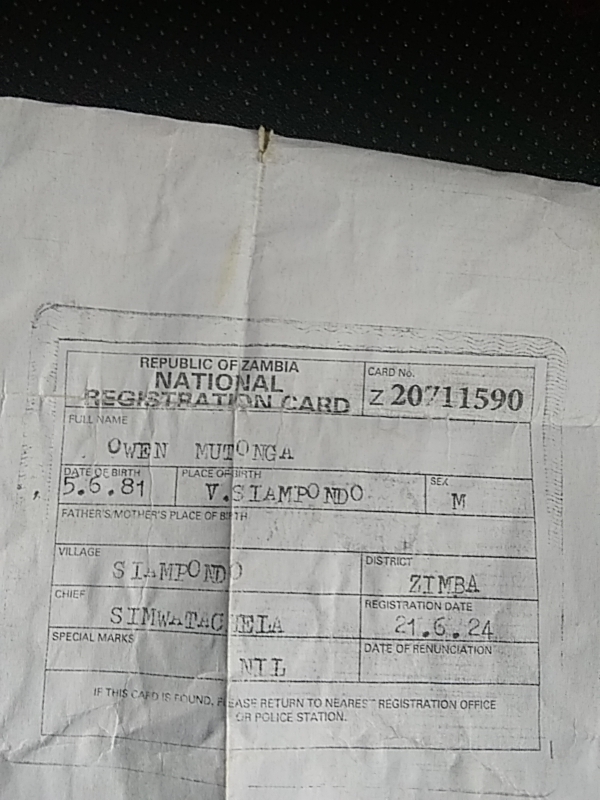 REPUBLIC OF ZAMBIA
NATIONAL
REGISTRATION CARD
CARD No.
Z 20711590
FULL NAME
OWEN MUTONGA
DATE OF BIRTH
5.6.81
PLACE OF BIRTH
V.SIAMPONDO
SEX
M
FATHER'S/MOTHER'S PLACE OF BIRTH
VILLAGE
SIAMPONDO
DISTRICT
ZIMBA
CHIEF
SIMWATACHELA
REGISTRATION DATE
21.6.24
SPECIAL MARKS
NIL
DATE OF RENUNCIATION
IF THIS CARD IS FOUND, PLEASE RETURN TO NEAREST REGISTRATION OFFICE
OR POLICE STATION.